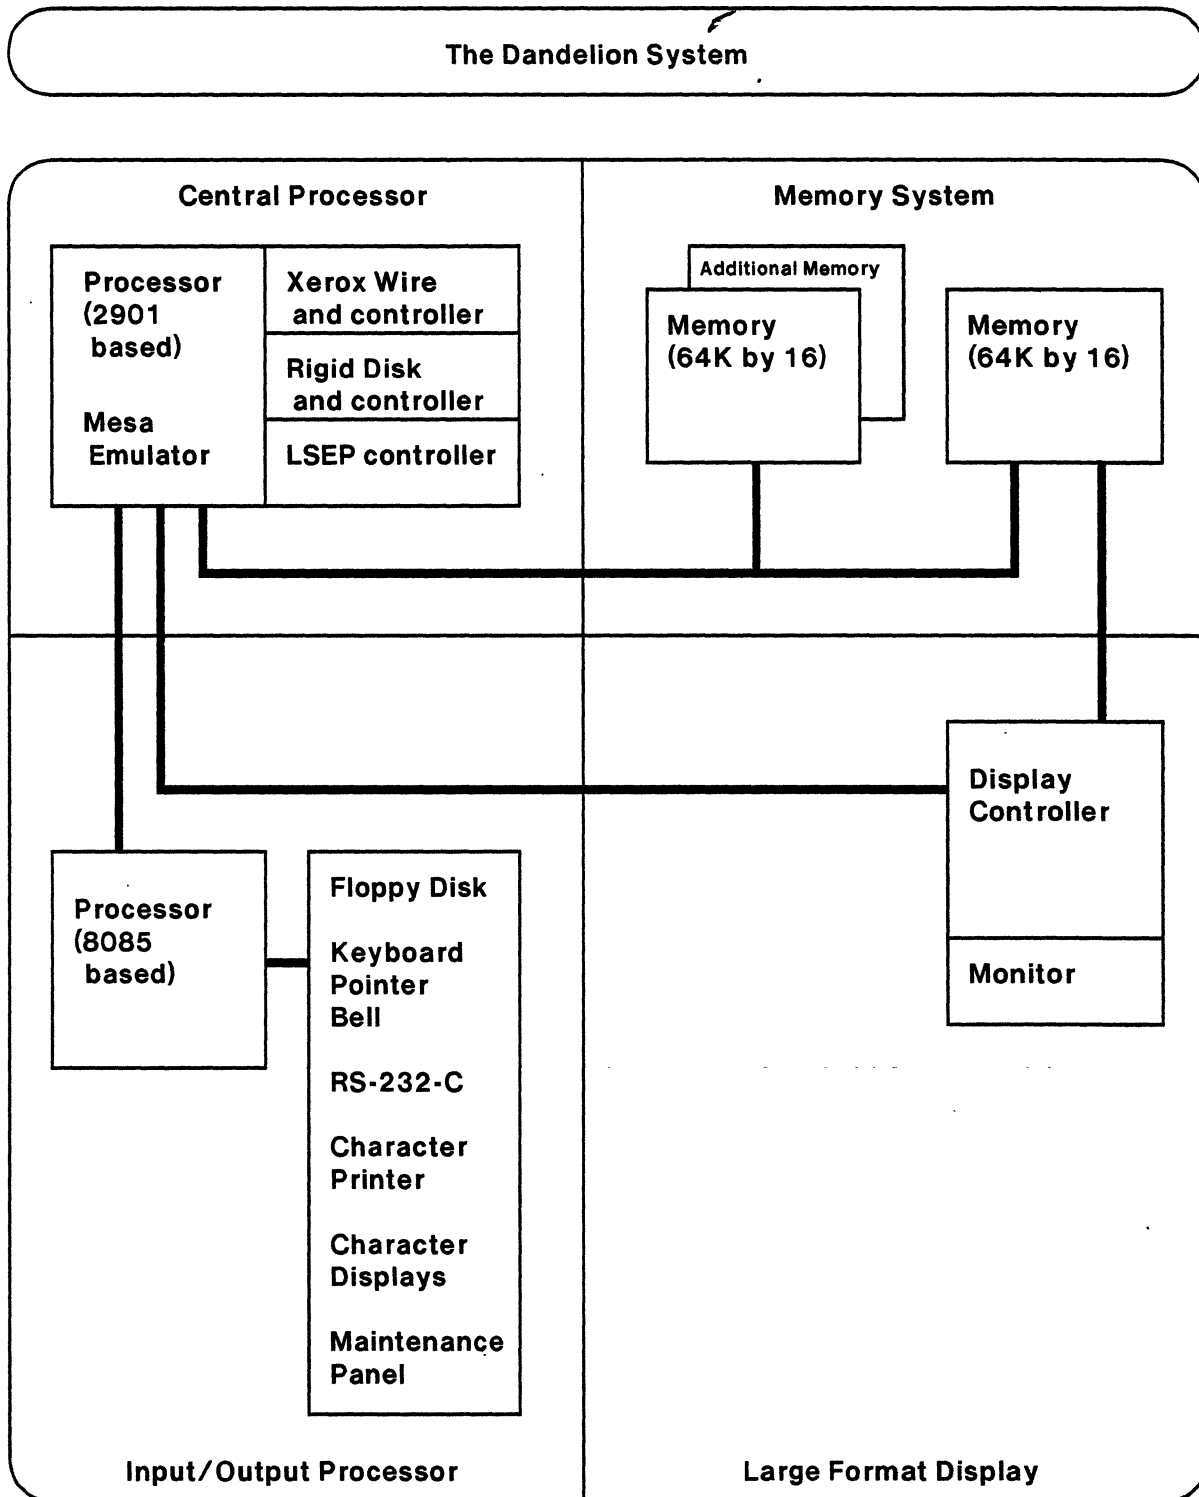 The Dandelion System
Central Processor
Processor
(2901
based)
Mesa
Emulator
Xerox Wire
and controller
Rigid Disk
and controller
LSEP controller
Memory System
Additional Memory
Memory
(64K by 16)
Memory
(64K by 16)
Processor
(8085
based)
Floppy Disk
Keyboard
Pointer
Bell
RS-232-C
Character
Printer
Character
Displays
Maintenance
Panel
Input/Output Processor
Display
Controller
Monitor
Large Format Display